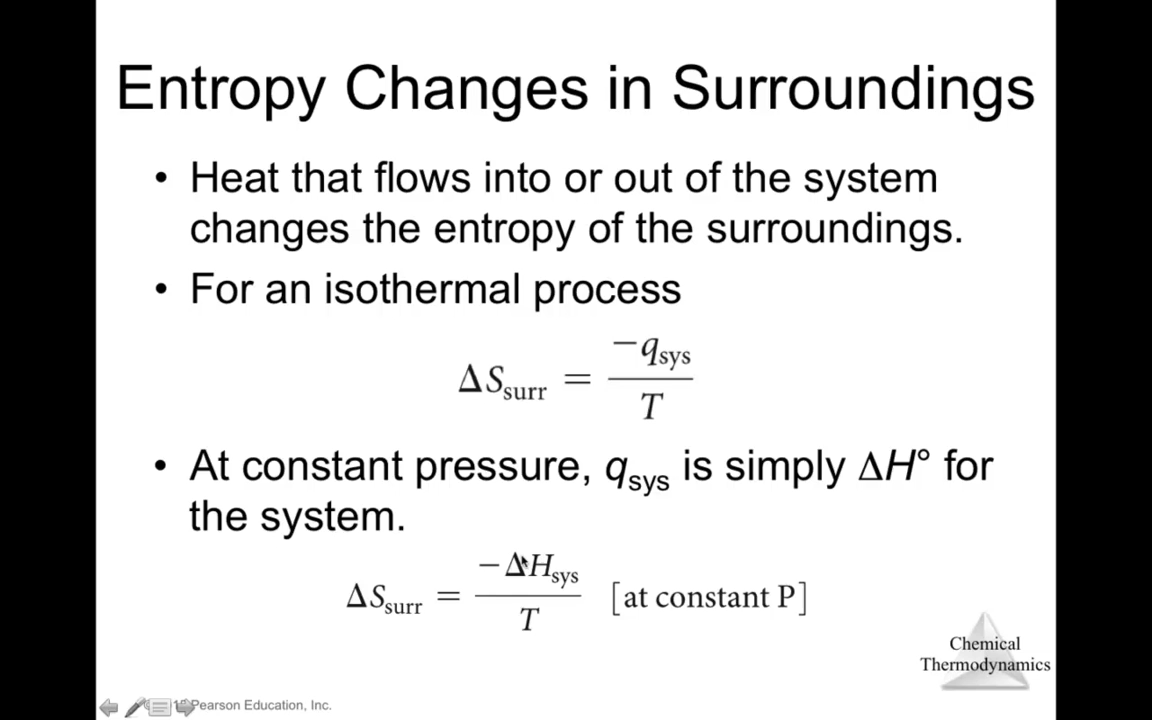 Entropy Changes in Surroundings
• Heat that flows into or out of the system
changes the entropy of the surroundings.
• For an isothermal process
ΔS_surr = −q_sys / T
• At constant pressure, q_sys is simply ΔH° for
the system.
ΔS_surr = −ΔH_sys / T [at constant P]
Chemical
Thermodynamics
Pearson Education, Inc.